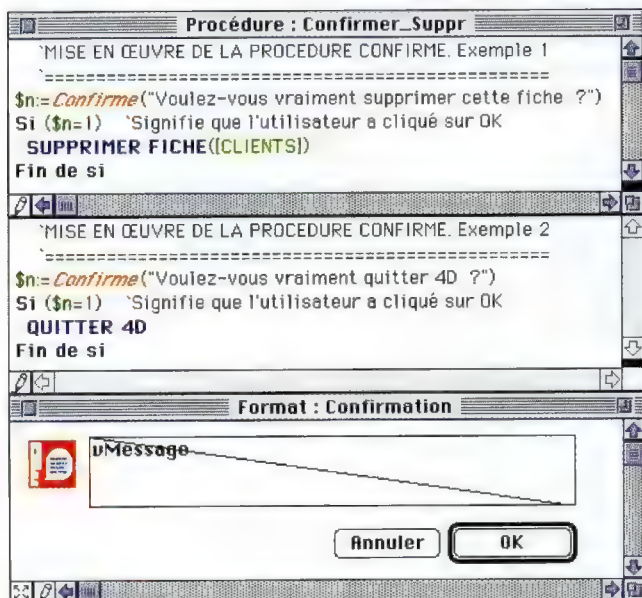 Procédure : Confirmer_Suppr
`MISE EN ŒUVRE DE LA PROCEDURE CONFIRME. Exemple 1
`==================================================
$n:=Confirme("Voulez-vous vraiment supprimer cette fiche ?")
Si ($n=1) `Signifie que l'utilisateur a cliqué sur OK
SUPPRIMER FICHE([CLIENTS])
Fin de si
`MISE EN ŒUVRE DE LA PROCEDURE CONFIRME. Exemple 2
`==================================================
$n:=Confirme("Voulez-vous vraiment quitter 4D ?")
Si ($n=1) `Signifie que l'utilisateur a cliqué sur OK
QUITTER 4D
Fin de si
Format : Confirmation
vMessage
Annuler OK